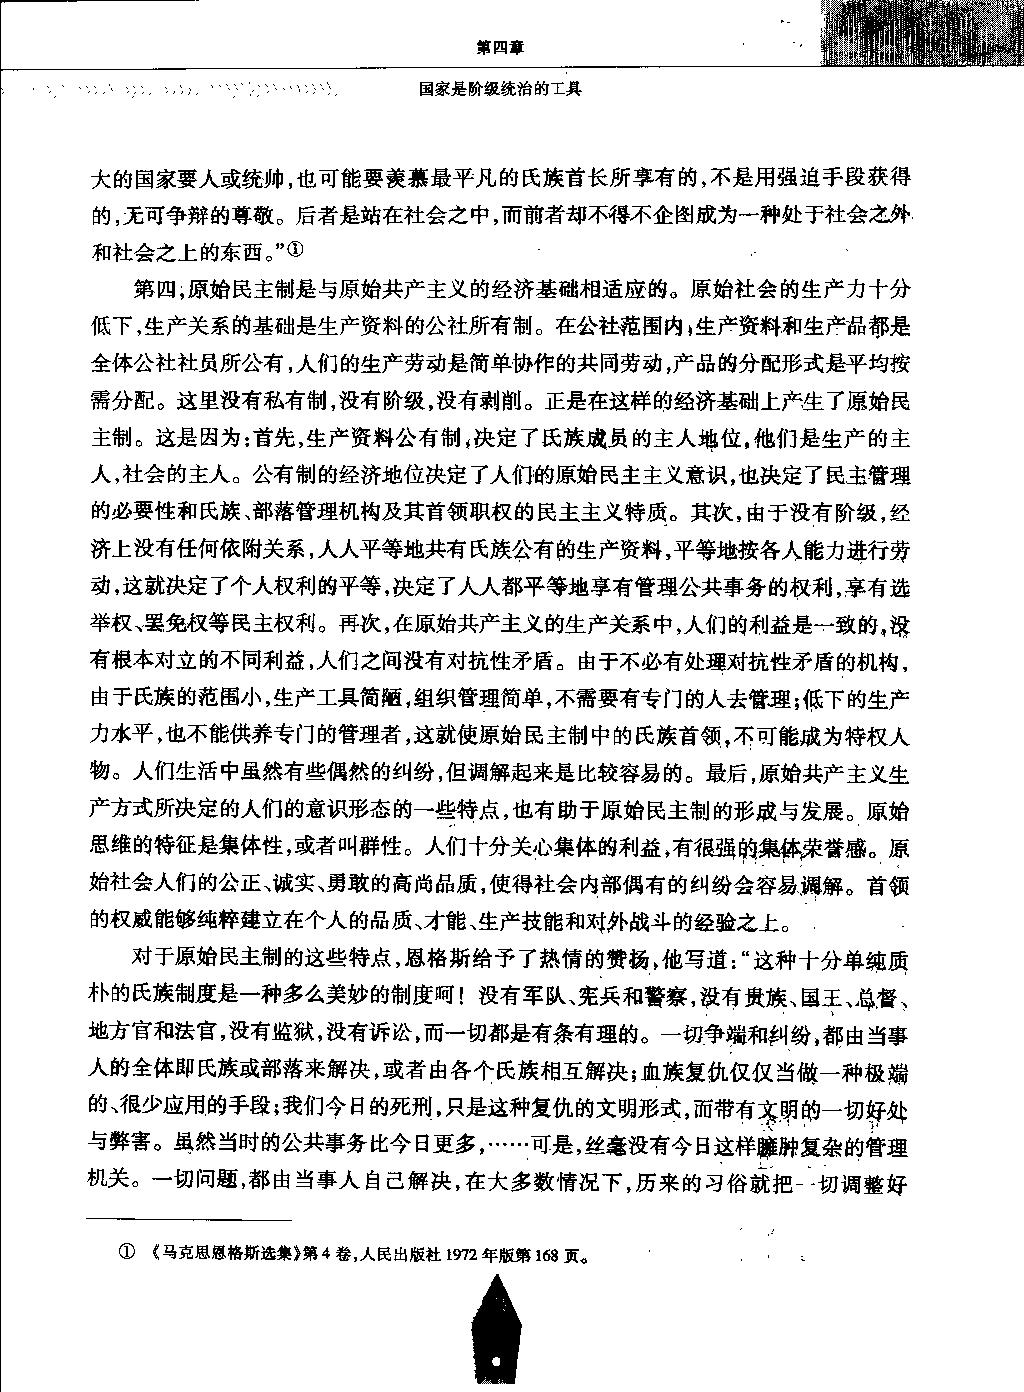 第四章
国家是阶级统治的工具
大的国家要人或统帅,也可能要羡慕最平凡的氏族首长所享有的,不是用强迫手段获得
的,无可争辩的尊敬。后者是站在社会之中,而前者却不得不企图成为一种处于社会之外
和社会之上的东西。”①
第四,原始民主制是与原始共产主义的经济基础相适应的。原始社会的生产力十分
低下,生产关系的基础是生产资料的公社所有制。在公社范围内,生产资料和生产品都是
全体公社社员所公有,人们的生产劳动是简单协作的共同劳动,产品的分配形式是平均按
需分配。这里没有私有制,没有阶级,没有剥削。正是在这样的经济基础上产生了原始民
主制。这是因为:首先,生产资料公有制,决定了氏族成员的主人地位,他们是生产的主
人,社会的主人。公有制的经济地位决定了人们的原始民主主义意识,也决定了民主管理
的必要性和氏族、部落管理机构及其首领职权的民主主义特质。其次,由于没有阶级,经
济上没有任何依附关系,人人平等地共有氏族公有的生产资料,平等地按各人能力进行劳
动,这就决定了个人权利的平等,决定了人人都平等地享有管理公共事务的权利,享有选
举权、罢免权等民主权利。再次,在原始共产主义的生产关系中,人们的利益是一致的,没
有根本对立的不同利益,人们之间没有对抗性矛盾。由于不必有处理对抗性矛盾的机构,
由于氏族的范围小,生产工具简陋,组织管理简单,不需要有专门的人去管理;低下的生产
力水平,也不能供养专门的管理者,这就使原始民主制中的氏族首领,不可能成为特权人
物。人们生活中虽然有些偶然的纠纷,但调解起来是比较容易的。最后,原始共产主义生
产方式所决定的人们的意识形态的一些特点,也有助于原始民主制的形成与发展。原始
思维的特征是集体性,或者叫群性。人们十分关心集体的利益,有很强的集体荣誉感。原
始社会人们的公正、诚实、勇敢的高尚品质,使得社会内部偶有的纠纷会容易调解。首领
的权威能够纯粹建立在个人的品质、才能、生产技能和对外战斗的经验之上。
对于原始民主制的这些特点,恩格斯给予了热情的赞扬,他写道:“这种十分单纯质
朴的氏族制度是一种多么美妙的制度呵!没有军队、宪兵和警察,没有贵族、国王、总督、
地方官和法官,没有监狱,没有诉讼,而一切都是有条有理的。一切争端和纠纷,都由当事
人的全体即氏族或部落来解决,或者由各个氏族相互解决;血族复仇仅仅当做一种极端
的、很少应用的手段;我们今日的死刑,只是这种复仇的文明形式,而带有文明的一切好处
与弊害。虽然当时的公共事务比今日更多,……可是,丝毫没有今日这样臃肿复杂的管理
机关。一切问题,都由当事人自己解决,在大多数情况下,历来的习俗就把一切调整好
① 《马克思恩格斯选集》第4卷,人民出版社1972年版第168页。